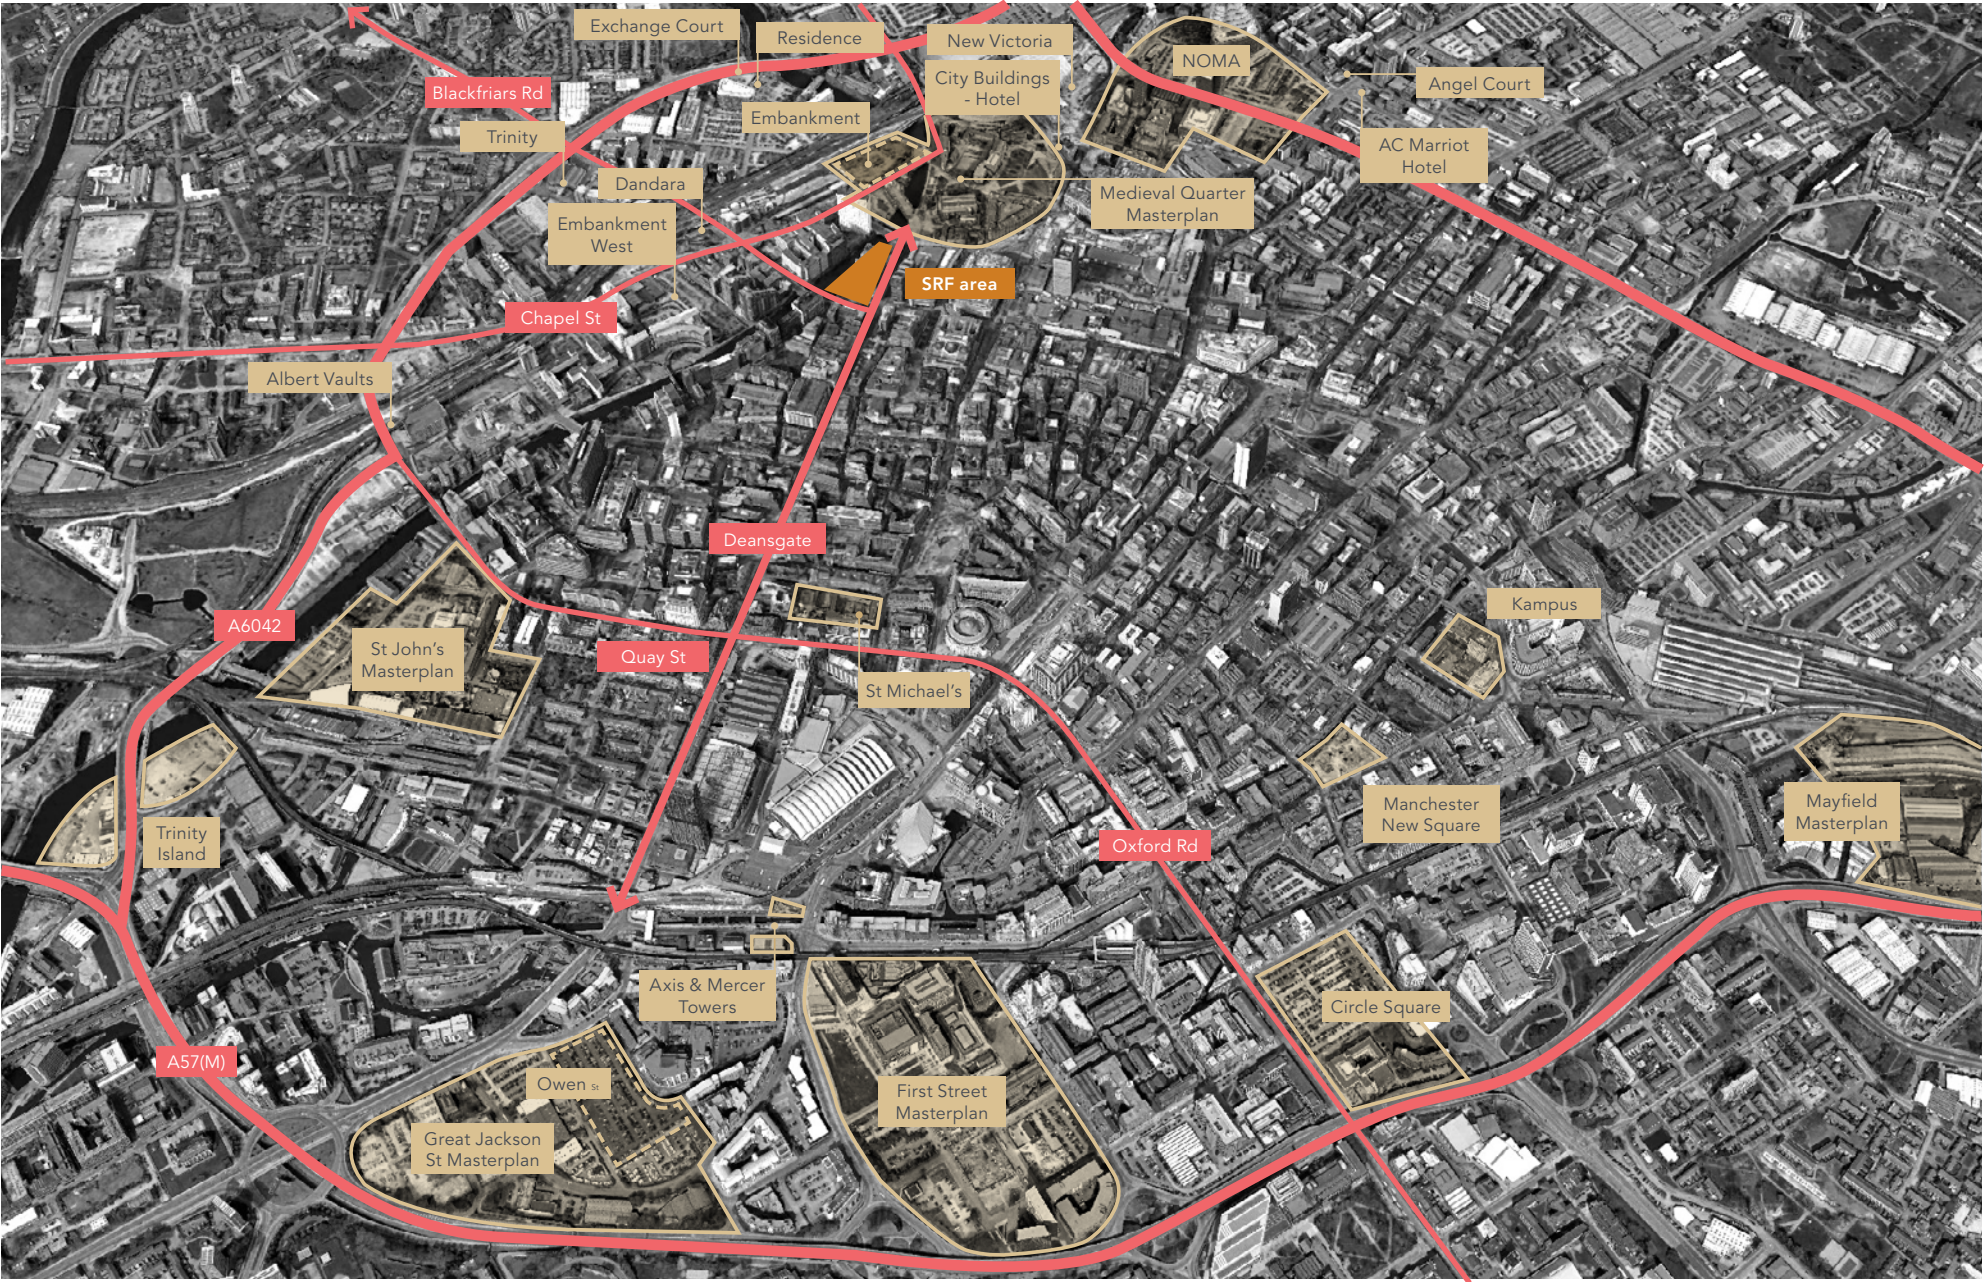 Exchange Court
Residence
New Victoria
NOMA
City Buildings
- Hotel
Angel Court
Blackfriars Rd
Embankment
Trinity
AC Marriot
Hotel
Dandara
Medieval Quarter
Masterplan
Embankment
West
SRF area
Chapel St
Albert Vaults
Deansgate
Kampus
A6042
St John's
Masterplan
Quay St
St Michael's
Trinity
Island
Manchester
New Square
Mayfield
Masterplan
Oxford Rd
Axis & Mercer
Towers
Circle Square
A57(M)
Owen St
First Street
Masterplan
Great Jackson
St Masterplan